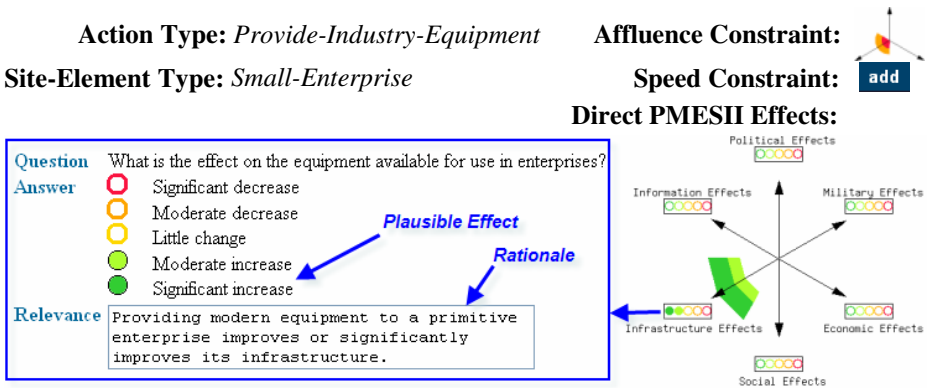 Action Type: Provide-Industry-Equipment Affluence Constraint:
Site-Element Type: Small-Enterprise Speed Constraint: add
Direct PMESII Effects:
Political Effects
Information Effects Military Effects
Infrastructure Effects Economic Effects
Social Effects
Question What is the effect on the equipment available for use in enterprises?
Answer Significant decrease
Moderate decrease
Little change
Moderate increase
Significant increase
Plausible Effect
Rationale
Relevance Providing modern equipment to a primitive
enterprise improves or significantly
improves its infrastructure.